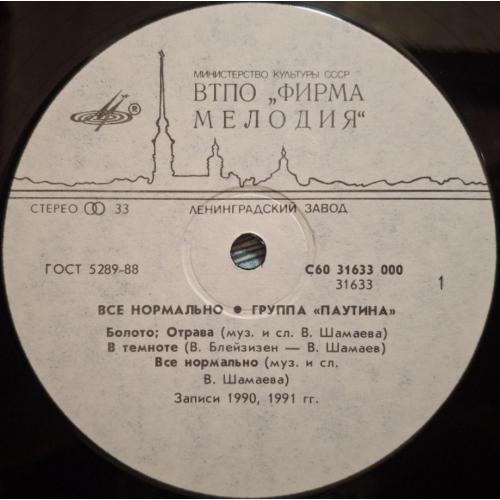 МИНИСТЕРСТВО КУЛЬТУРЫ СССР
ВТПО „ФИРМА
МЕЛОДИЯ“
®
СТЕРЕО 33
ЛЕНИНГРАДСКИЙ ЗАВОД
ГОСТ 5289-88
С60 31633 000
31633
1
ВСЕ НОРМАЛЬНО ● ГРУППА «ПАУТИНА»
Болото; Отрава (муз. и сл. В. Шамаева)
В темноте (В. Блейзизен — В. Шамаев)
Все нормально (муз. и сл.
В. Шамаева)
Записи 1990, 1991 гг.